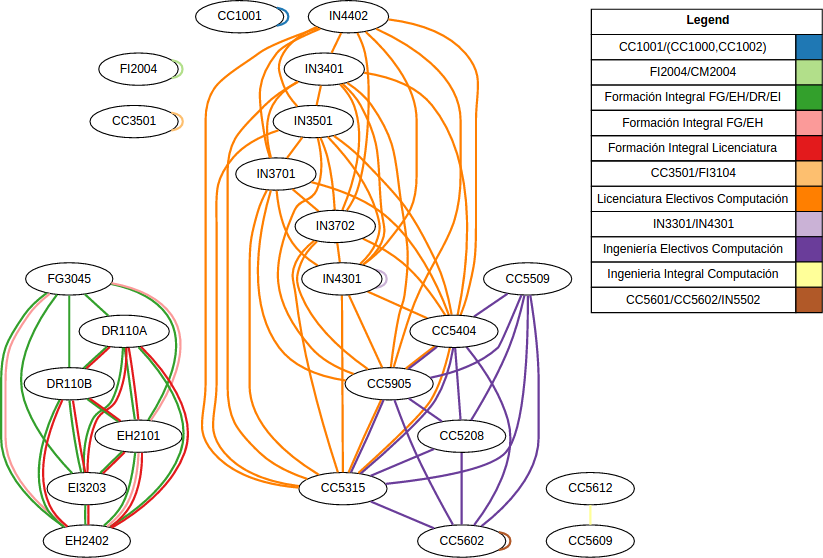 CC1001
IN4402
FI2004
IN3401
CC3501
IN3501
IN3701
IN3702
FG3045
IN4301
CC5509
DR110A
CC5404
DR110B
CC5905
EH2101
CC5208
EI3203
CC5315
CC5612
EH2402
CC5602
CC5609
Legend
CC1001/(CC1000,CC1002)
FI2004/CM2004
Formación Integral FG/EH/DR/EI
Formación Integral FG/EH
Formación Integral Licenciatura
CC3501/FI3104
Licenciatura Electivos Computación
IN3301/IN4301
Ingeniería Electivos Computación
Ingenieria Integral Computación
CC5601/CC5602/IN5502